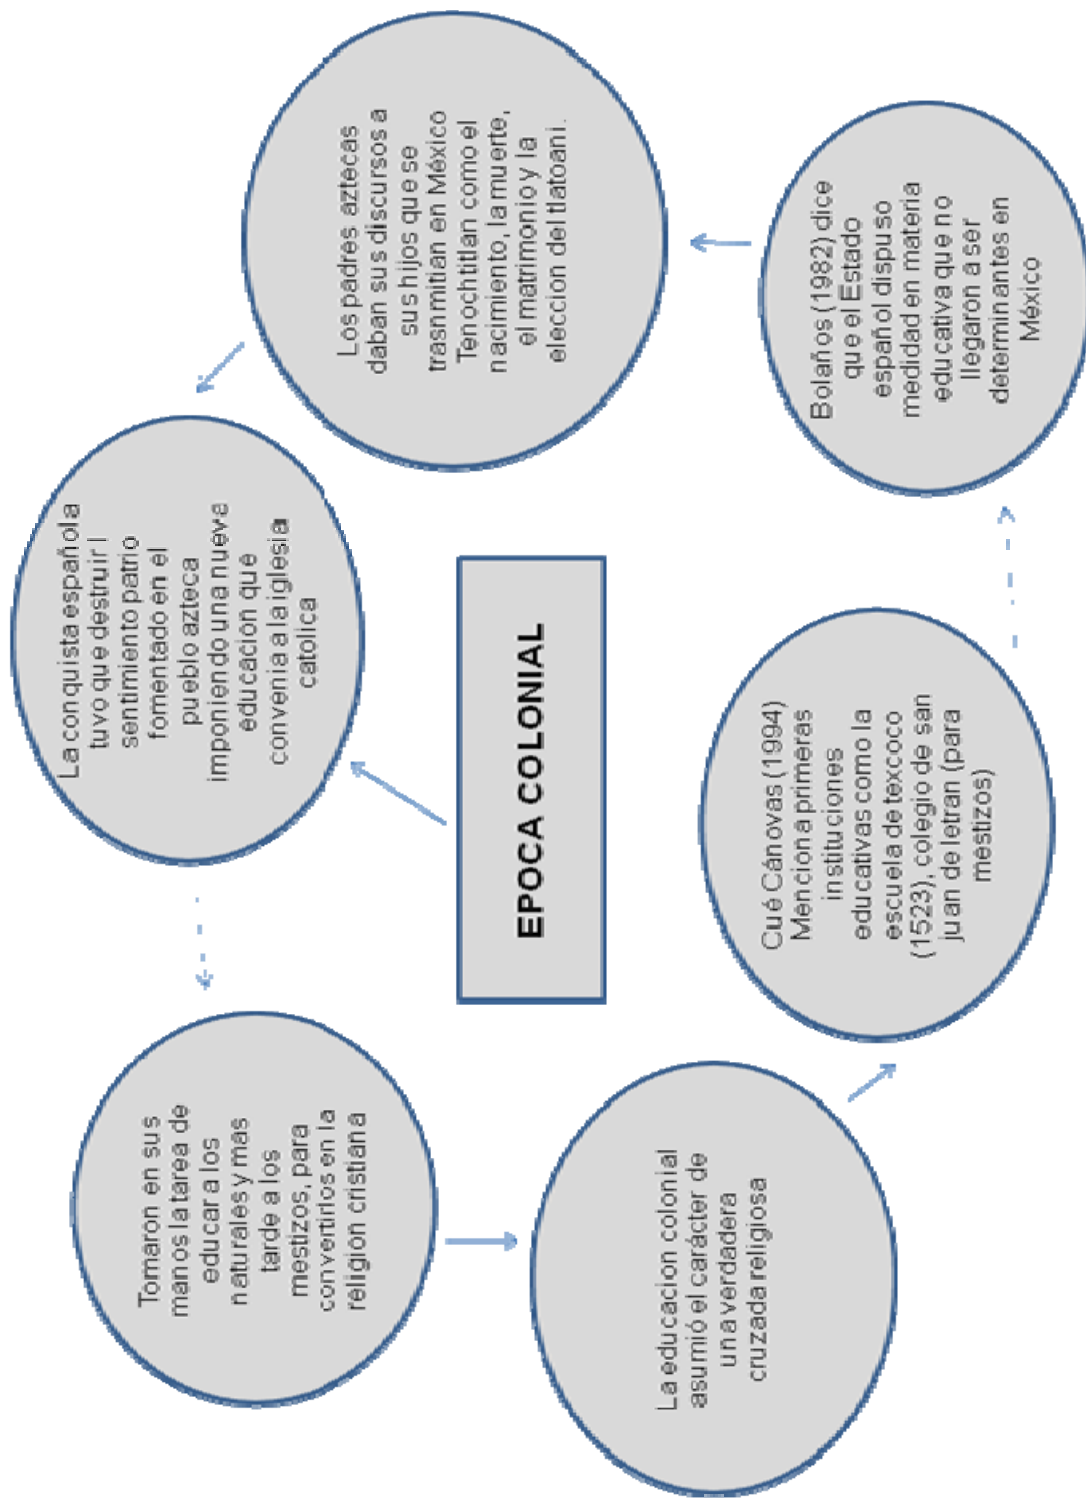 EPOCA COLONIAL
La conquista española
tuvo que destruir l
sentimiento patrio
fomentado en el
pueblo azteca
imponiendo una nueva
educación que
convenia a la iglesia
catolica
Tomaron en sus
manos la tarea de
educar a los
naturales y mas
tarde a los
mestizos, para
convertirlos en la
religión cristiana
La educacion colonial
asumió el carácter de
una verdadera
cruzada religiosa
Cué Cánovas (1994)
Menciona primeras
instituciones
educativas como la
escuela de texcoco
(1523), colegio de san
juan de letran (para
mestizos)
Bolaños (1982) dice
que el Estado
español dispuso
medidad en materia
educativa que no
llegaron a ser
determinantes en
México
Los padres aztecas
daban sus discursos a
sus hijos que se
trasnmitian en México
Tenochtitlan como el
nacimiento, la muerte,
el matrimonio y la
eleccion del tlatoani.